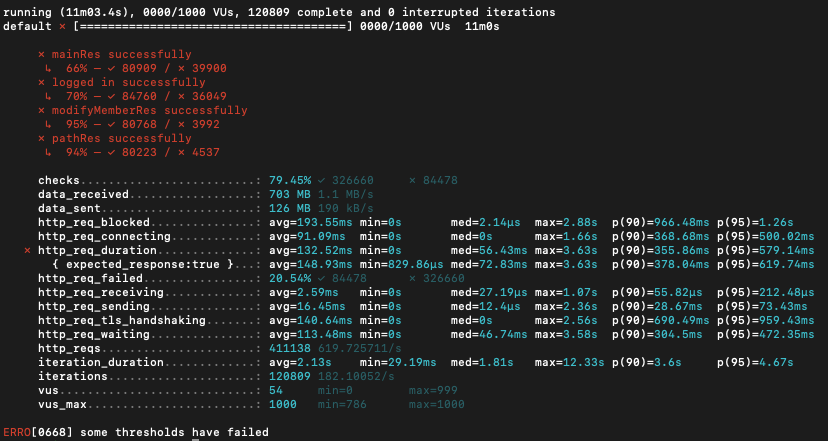 running (11m03.4s), 0000/1000 VUs, 120809 complete and 0 interrupted iterations
default ✗ [======================================] 0000/1000 VUs  11m0s
✗ mainRes successfully
↳  66% — ✓ 80909 / ✗ 39900
✗ logged in successfully
↳  70% — ✓ 84760 / ✗ 36049
✗ modifyMemberRes successfully
↳  95% — ✓ 80768 / ✗ 3992
✗ pathRes successfully
↳  94% — ✓ 80223 / ✗ 4537
checks.........................: 79.45% ✓ 326660     ✗ 84478
data_received..................: 703 MB 1.1 MB/s
data_sent......................: 126 MB 190 kB/s
http_req_blocked...............: avg=193.55ms min=0s       med=2.14µs  max=2.88s  p(90)=966.48ms p(95)=1.26s
http_req_connecting............: avg=91.09ms  min=0s       med=0s      max=1.66s  p(90)=368.68ms p(95)=500.02ms
✗ http_req_duration..............: avg=132.52ms min=0s       med=56.43ms max=3.63s  p(90)=355.86ms p(95)=579.14ms
{ expected_response:true }...: avg=148.93ms min=829.86µs med=72.83ms max=3.63s  p(90)=378.04ms p(95)=619.74ms
http_req_failed................: 20.54% ✓ 84478      ✗ 326660
http_req_receiving.............: avg=2.59ms   min=0s       med=27.19µs max=1.07s  p(90)=55.82µs  p(95)=212.48µs
http_req_sending...............: avg=16.45ms  min=0s       med=12.4µs  max=2.36s  p(90)=28.67ms  p(95)=73.43ms
http_req_tls_handshaking.......: avg=140.64ms min=0s       med=0s      max=2.56s  p(90)=690.49ms p(95)=959.43ms
http_req_waiting...............: avg=113.48ms min=0s       med=46.74ms max=3.58s  p(90)=304.5ms  p(95)=472.35ms
http_reqs......................: 411138 619.725711/s
iteration_duration.............: avg=2.13s    min=29.19ms  med=1.81s   max=12.33s p(90)=3.6s     p(95)=4.67s
iterations.....................: 120809 182.10052/s
vus............................: 54     min=0        max=999
vus_max........................: 1000   min=786      max=1000
ERRO[0668] some thresholds have failed